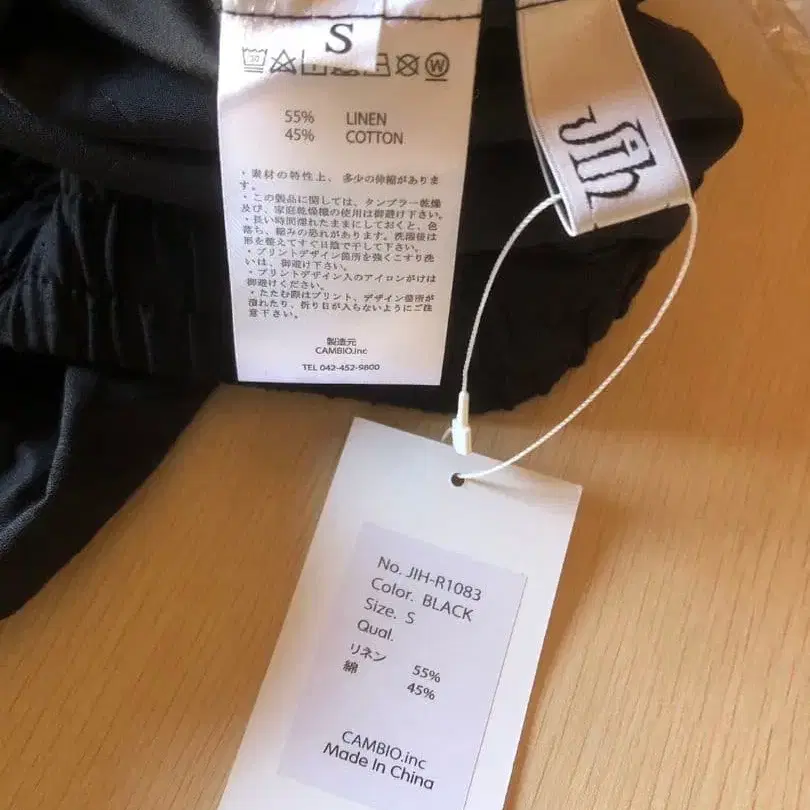 S
30
W
55% LINEN
45% COTTON
・素材の特性上、多少の伸縮がありま
す。
・この製品に関しては、タンブラー乾燥
及び、家庭乾燥機の使用は御避け下さい。
・長い時間濡れたままにしておくと、色
落ち、縮みの恐れがあります。洗濯後は
形を整えてすぐ日陰で干して下さい。
・プリントデザイン箇所を強くこすり洗
いは、御避け下さい。
・プリントデザイン入のアイロンがけは
御避けください。
・たたむ際はプリント、デザイン箇所が
潰れたり、折り目が入らないようにご注
意下さい。
製造元
CAMBIO.inc
TEL 042-452-9800
Jih
No. JIH-R1083
Color. BLACK
Size. S
Qual.
リネン 55%
綿 45%
CAMBIO.inc
Made In China